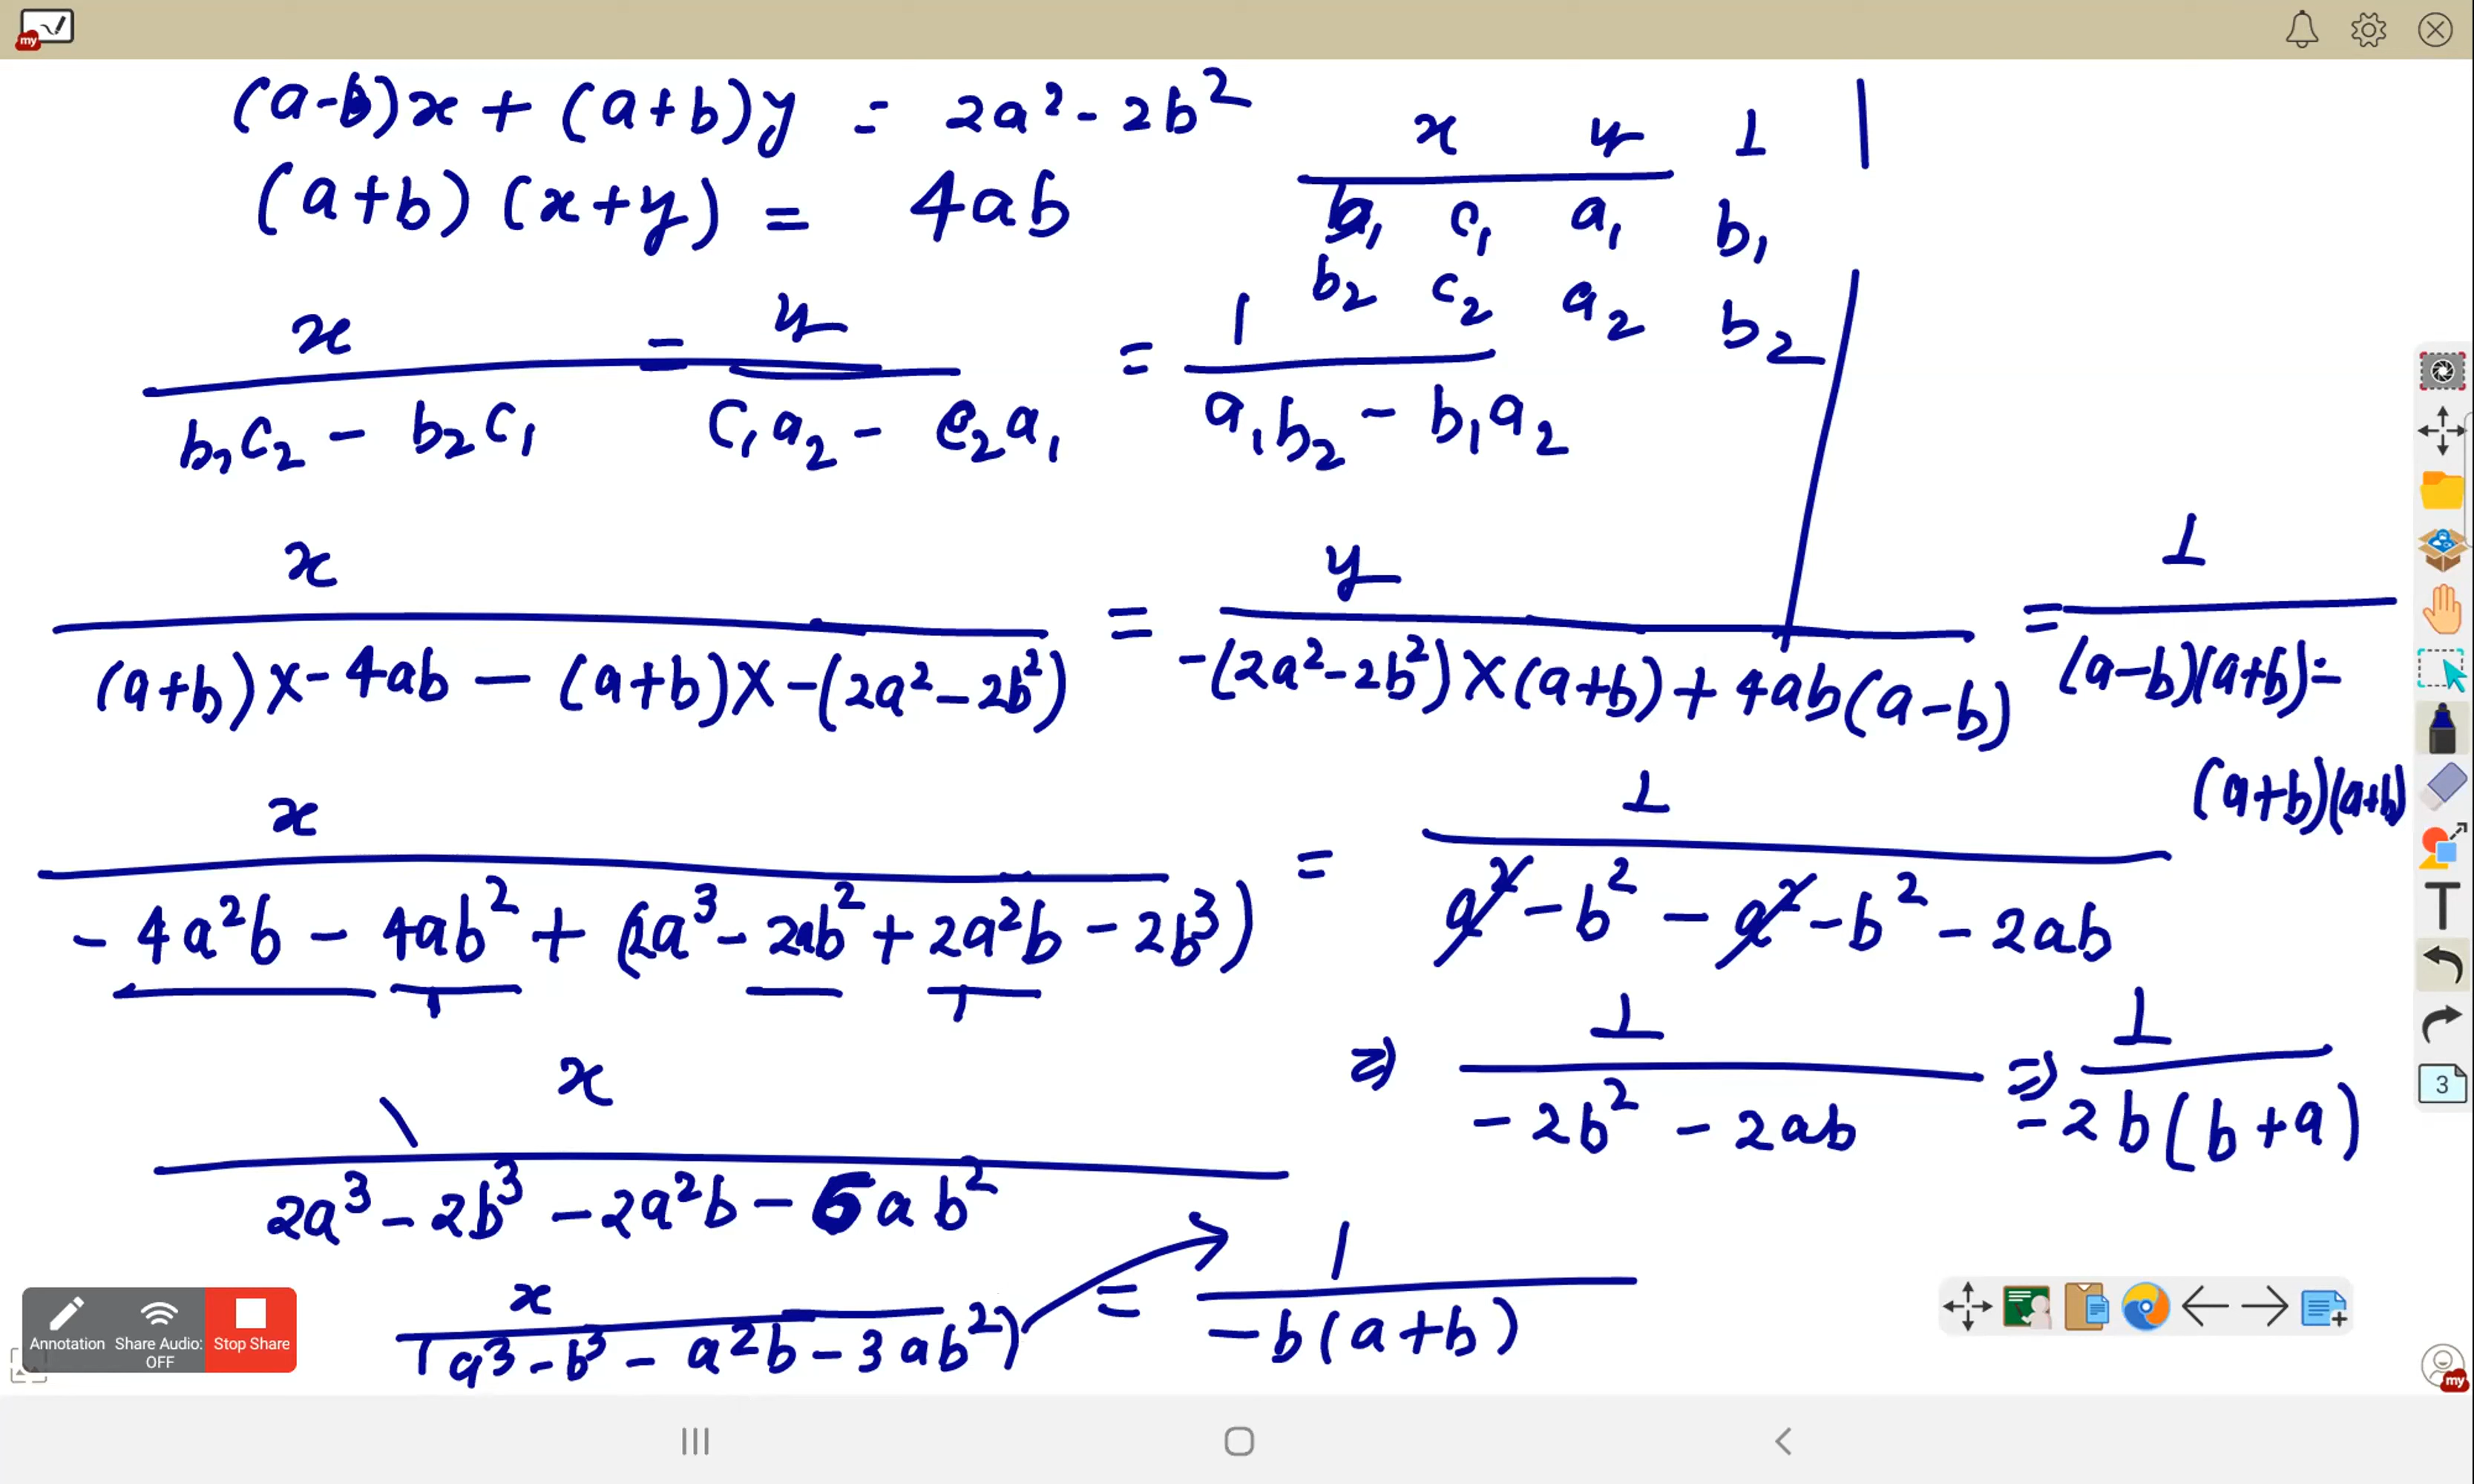 my
(a-b)x + (a+b)y = 2a² - 2b²
(a+b) (x+y) = 4ab
x y 1
b₁ c₁ a₁ b₁
b₂ c₂ a₂ b₂
x = y = 1
b₁c₂ - b₂c₁ c₁a₂ - c₂a₁ a₁b₂ - b₁a₂
x = y = 1
(a+b)X-4ab - (a+b)X-(2a²-2b²) -(2a²-2b²)X(a+b)+4ab(a-b) (a-b)(a+b)-
(a+b)(a+b)
x = 1
-4a²b - 4ab² + (2a³ - 2ab² + 2a²b - 2b³) a² - b² - a² - b² - 2ab
x ⇒ 1 ⇒ 1
2a³ - 2b³ - 2a²b - 6ab² -2b² - 2ab -2b(b+a)
x = 1
(a³ - b³ - a²b - 3ab²) -b(a+b)
T
3
Annotation
Share Audio: OFF
Stop Share
my